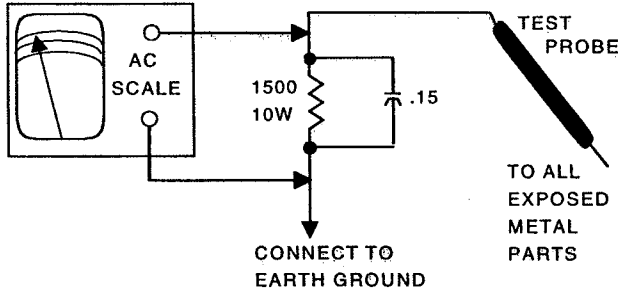 AC
SCALE
1500
10W
.15
TEST
PROBE
TO ALL
EXPOSED
METAL
PARTS
CONNECT TO
EARTH GROUND